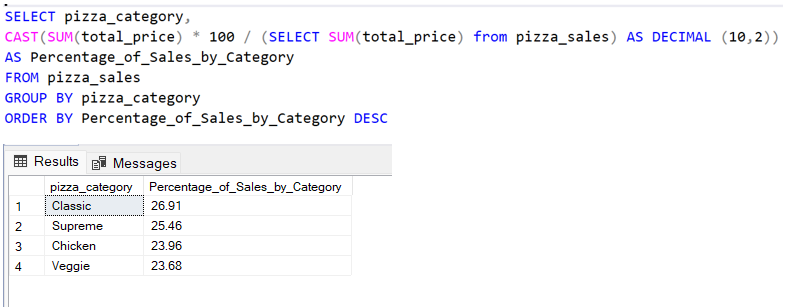 SELECT pizza_category,
CAST(SUM(total_price) * 100 / (SELECT SUM(total_price) from pizza_sales) AS DECIMAL (10,2))
AS Percentage_of_Sales_by_Category
FROM pizza_sales
GROUP BY pizza_category
ORDER BY Percentage_of_Sales_by_Category DESC
Results Messages
pizza_category Percentage_of_Sales_by_Category
1 Classic 26.91
2 Supreme 25.46
3 Chicken 23.96
4 Veggie 23.68